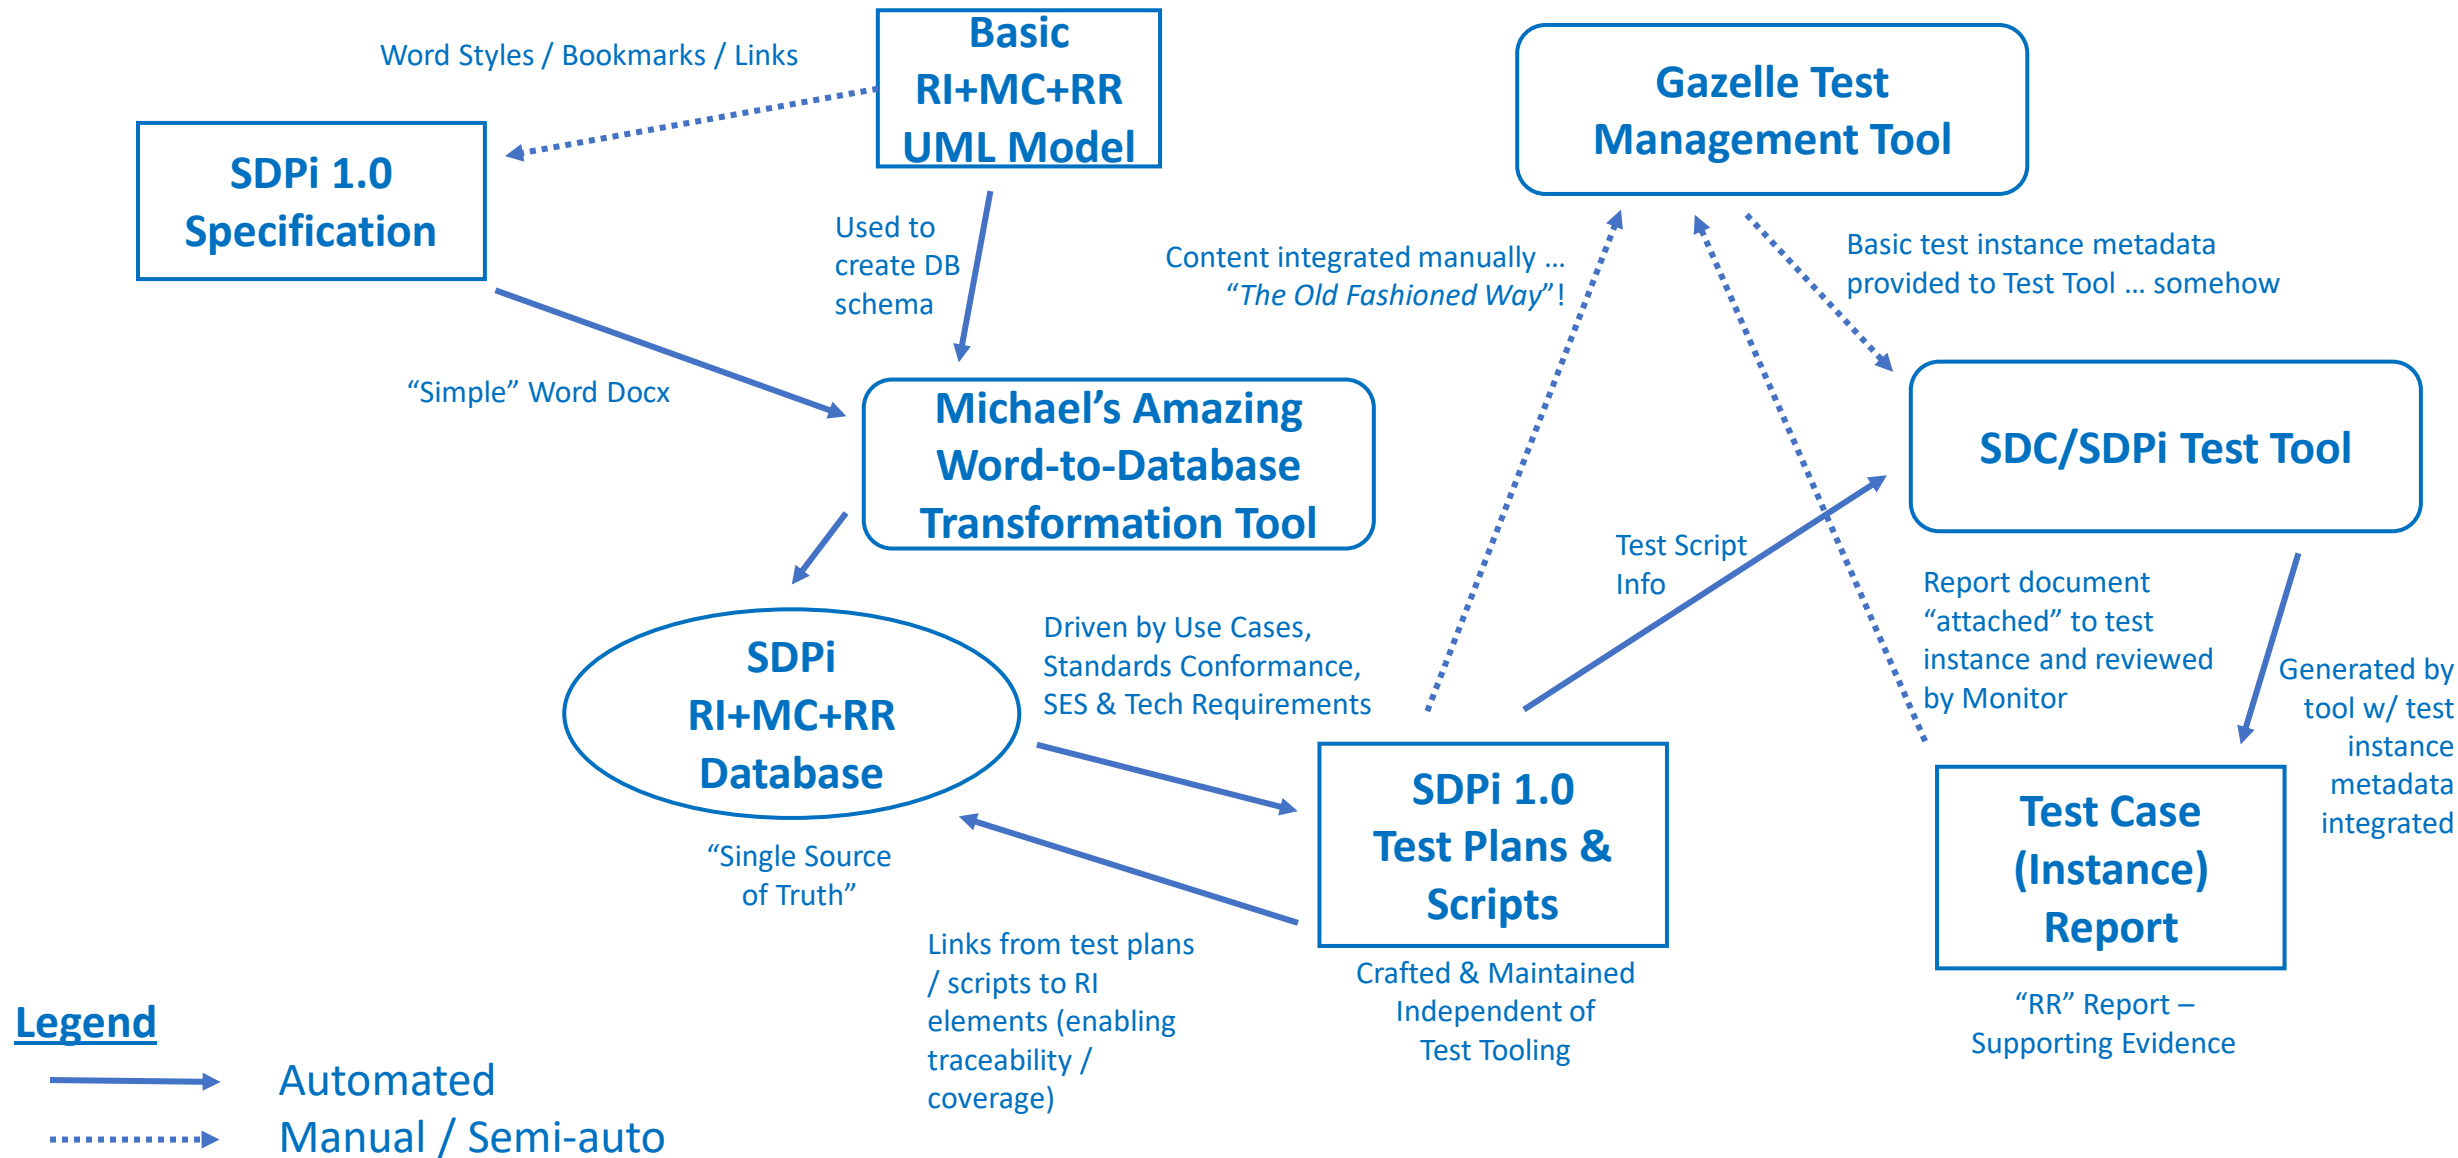 Word Styles / Bookmarks / Links
Basic
RI+MC+RR
UML Model
Gazelle Test
Management Tool
SDPi 1.0
Specification
Used to
create DB
schema
Content integrated manually …
“The Old Fashioned Way”!
Basic test instance metadata
provided to Test Tool … somehow
“Simple” Word Docx
Michael’s Amazing
Word-to-Database
Transformation Tool
SDC/SDPi Test Tool
Test Script
Info
Report document
“attached” to test
instance and reviewed
by Monitor
Generated by
tool w/ test
instance
metadata
integrated
SDPi
RI+MC+RR
Database
Driven by Use Cases,
Standards Conformance,
SES & Tech Requirements
“Single Source
of Truth”
SDPi 1.0
Test Plans &
Scripts
Test Case
(Instance)
Report
Links from test plans
/ scripts to RI
elements (enabling
traceability /
coverage)
Crafted & Maintained
Independent of
Test Tooling
“RR” Report –
Supporting Evidence
Legend
Automated
Manual / Semi-auto